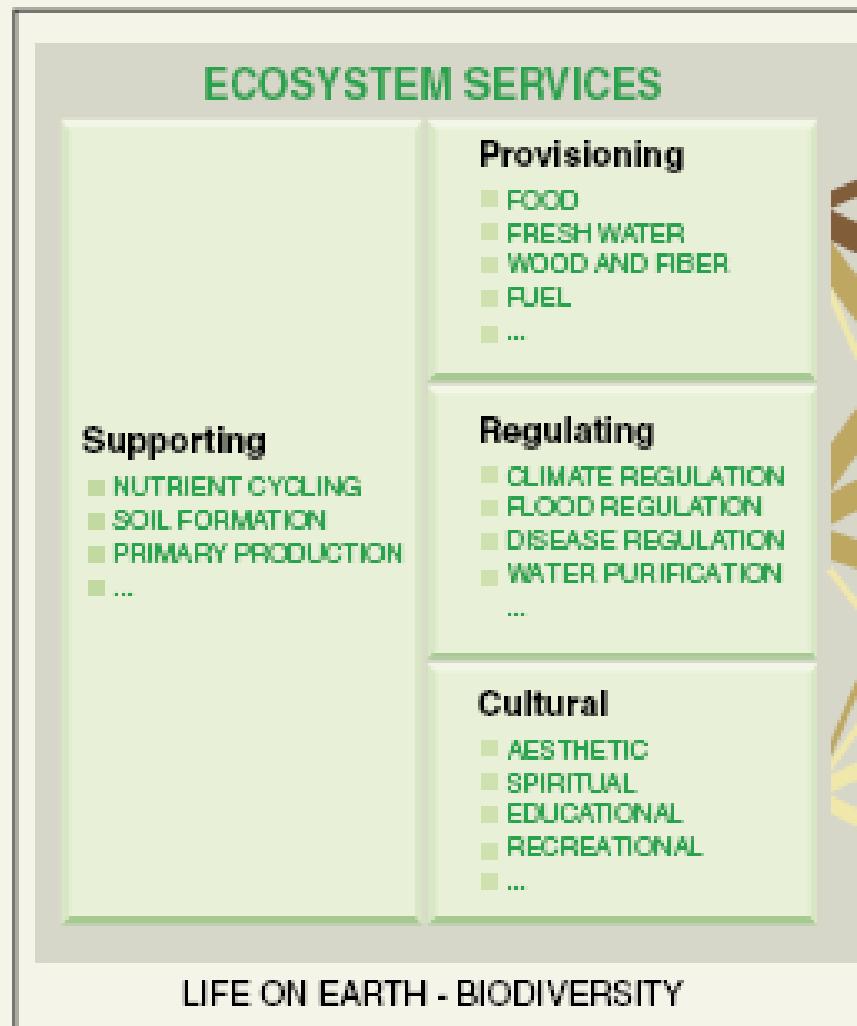 ECOSYSTEM SERVICES
Supporting
NUTRIENT CYCLING
SOIL FORMATION
PRIMARY PRODUCTION
...
Provisioning
FOOD
FRESH WATER
WOOD AND FIBER
FUEL
...
Regulating
CLIMATE REGULATION
FLOOD REGULATION
DISEASE REGULATION
WATER PURIFICATION
...
Cultural
AESTHETIC
SPIRITUAL
EDUCATIONAL
RECREATIONAL
...
LIFE ON EARTH - BIODIVERSITY